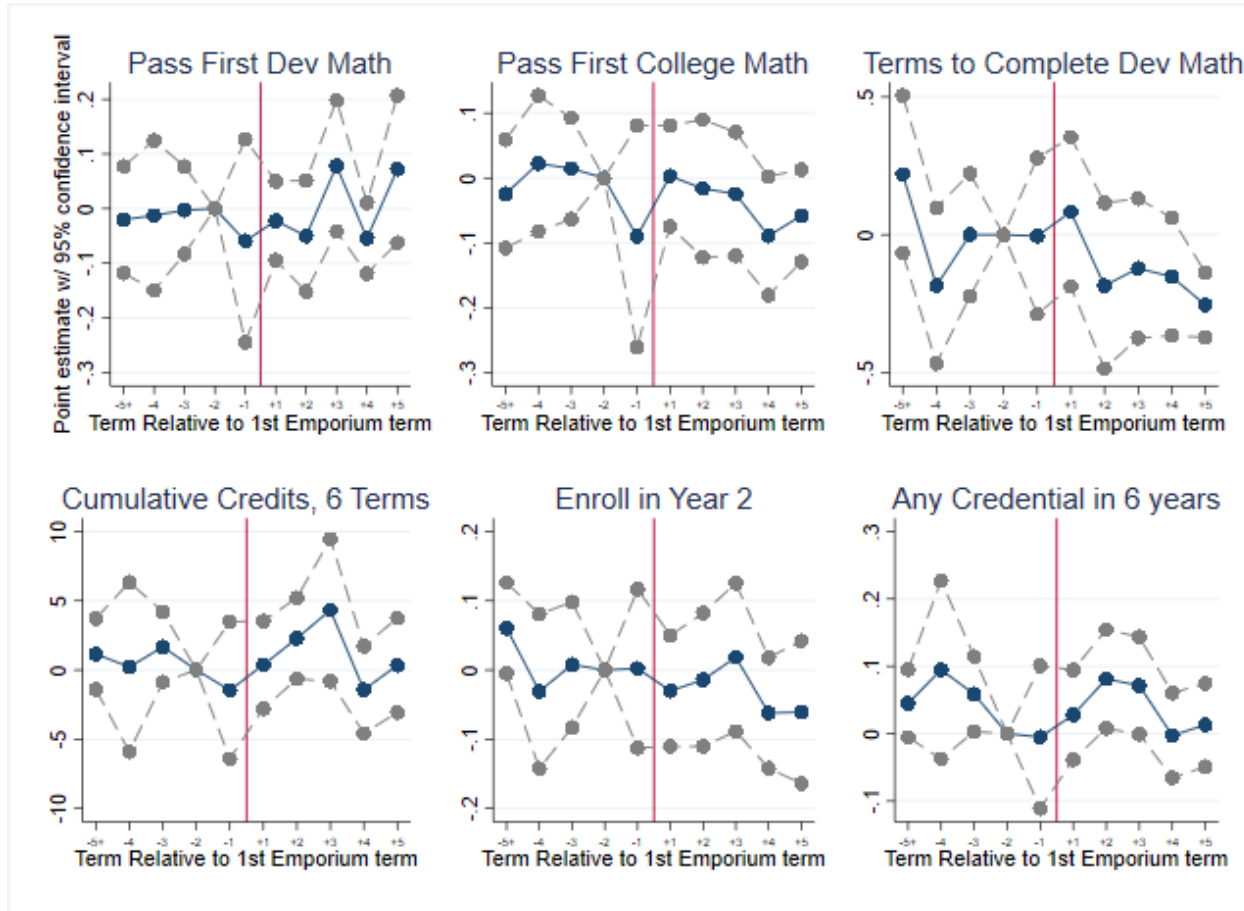 Pass First Dev Math
Pass First College Math
Terms to Complete Dev Math
Point estimate w/ 95% confidence interval
.2
.1
0
-.1
-.2
-.3
-5+ -4 -3 -2 -1 +1 +2 +3 +4 +5
Term Relative to 1st Emporium term
.1
0
-.1
-.2
-.3
-5+ -4 -3 -2 -1 +1 +2 +3 +4 +5
Term Relative to 1st Emporium term
.5
0
-.5
-5+ -4 -3 -2 -1 +1 +2 +3 +4 +5
Term Relative to 1st Emporium term
Cumulative Credits, 6 Terms
Enroll in Year 2
Any Credential in 6 years
10
5
0
-5
-10
-5+ -4 -3 -2 -1 +1 +2 +3 +4 +5
Term Relative to 1st Emporium term
.2
.1
0
-.1
-.2
-5+ -4 -3 -2 -1 +1 +2 +3 +4 +5
Term Relative to 1st Emporium term
.3
.2
.1
0
-.1
-5+ -4 -3 -2 -1 +1 +2 +3 +4 +5
Term Relative to 1st Emporium term